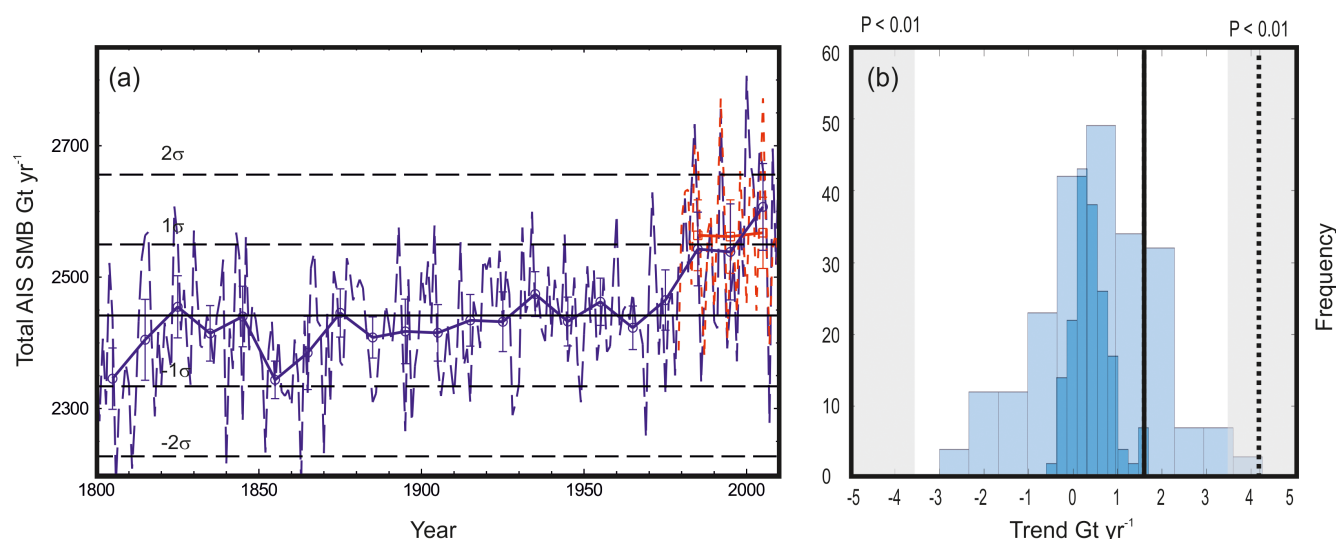 (a)
Total AIS SMB Gt yr-1
2700
2500
2300
2σ
1σ
-1σ
-2σ
1800 1850 1900 1950 2000
Year
P < 0.01 P < 0.01
(b)
60
50
40
30
20
10
0
-5 -4 -3 -2 -1 0 1 2 3 4 5
Trend Gt yr-1
Frequency